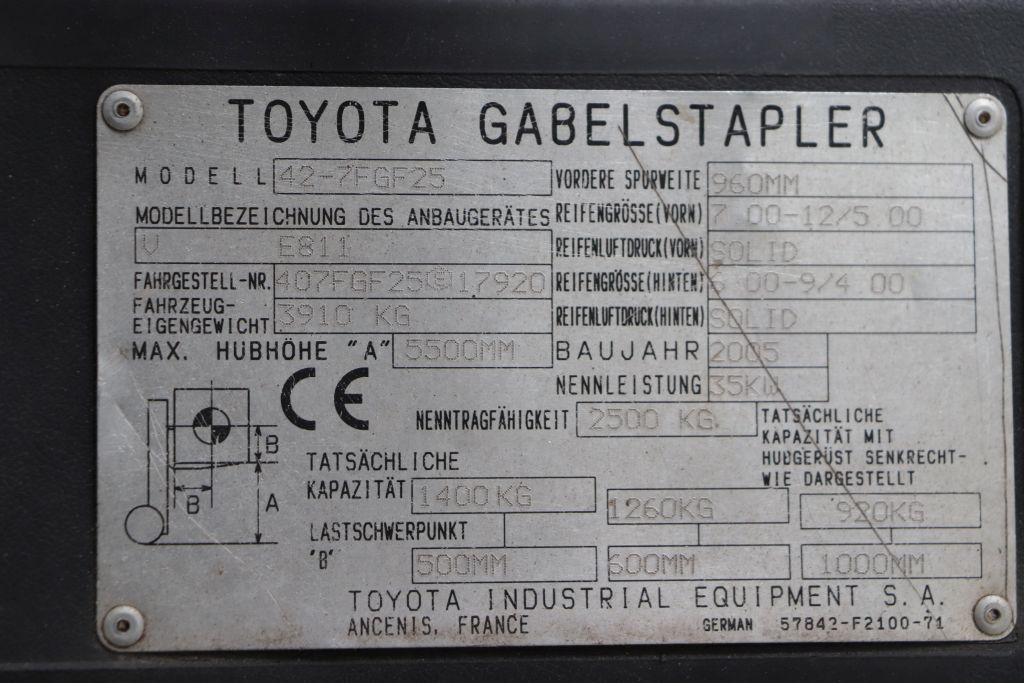 TOYOTA GABELSTAPLER
MODELL 42-7FGF25 VORDERE SPURWEITE 960MM
MODELLBEZEICHNUNG DES ANBAUGERÄTES REIFENGRÖSSE(VORN) 7 00-12/5 00
V E811 REIFENLUFTDRUCK(VORN) SOLID
FAHRGESTELL-NR. 407FGF25 17920 REIFENGRÖSSE(HINTEN) 6 00-9/4 00
FAHRZEUG-
EIGENGEWICHT 3910 KG REIFENLUFTDRUCK(HINTEN) SOLID
MAX. HUBHÖHE "A" 5500MM BAUJAHR 2005
CE NENNLEISTUNG 35KW
NENNTRAGFÄHIGKEIT 2500 KG TATSÄCHLICHE
KAPAZITÄT MIT
HUBGERÜST SENKRECHT-
WIE DARGESTELLT
B
B
A
TATSÄCHLICHE
KAPAZITÄT 1400KG 1260KG 920KG
LASTSCHWERPUNKT
"B" 500MM 600MM 1000MM
TOYOTA INDUSTRIAL EQUIPMENT S. A.
ANCENIS, FRANCE GERMAN 57842-F2100-71